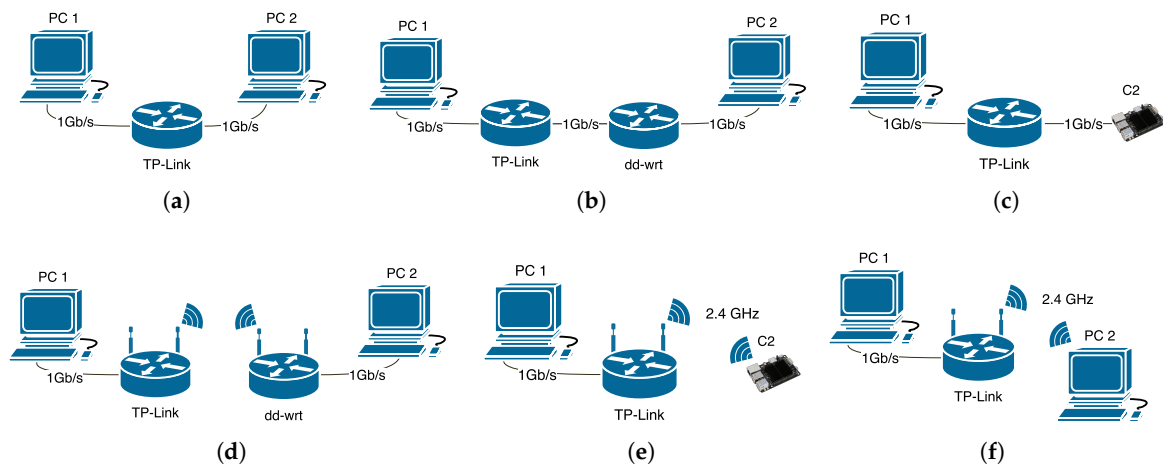 PC 1
PC 2
1Gb/s
1Gb/s
TP-Link
(a)
PC 1
PC 2
1Gb/s
1Gb/s
1Gb/s
TP-Link
dd-wrt
(b)
PC 1
C2
1Gb/s
1Gb/s
TP-Link
(c)
PC 1
PC 2
1Gb/s
1Gb/s
TP-Link
dd-wrt
(d)
PC 1
2.4 GHz
C2
1Gb/s
TP-Link
(e)
PC 1
2.4 GHz
PC 2
1Gb/s
TP-Link
(f)